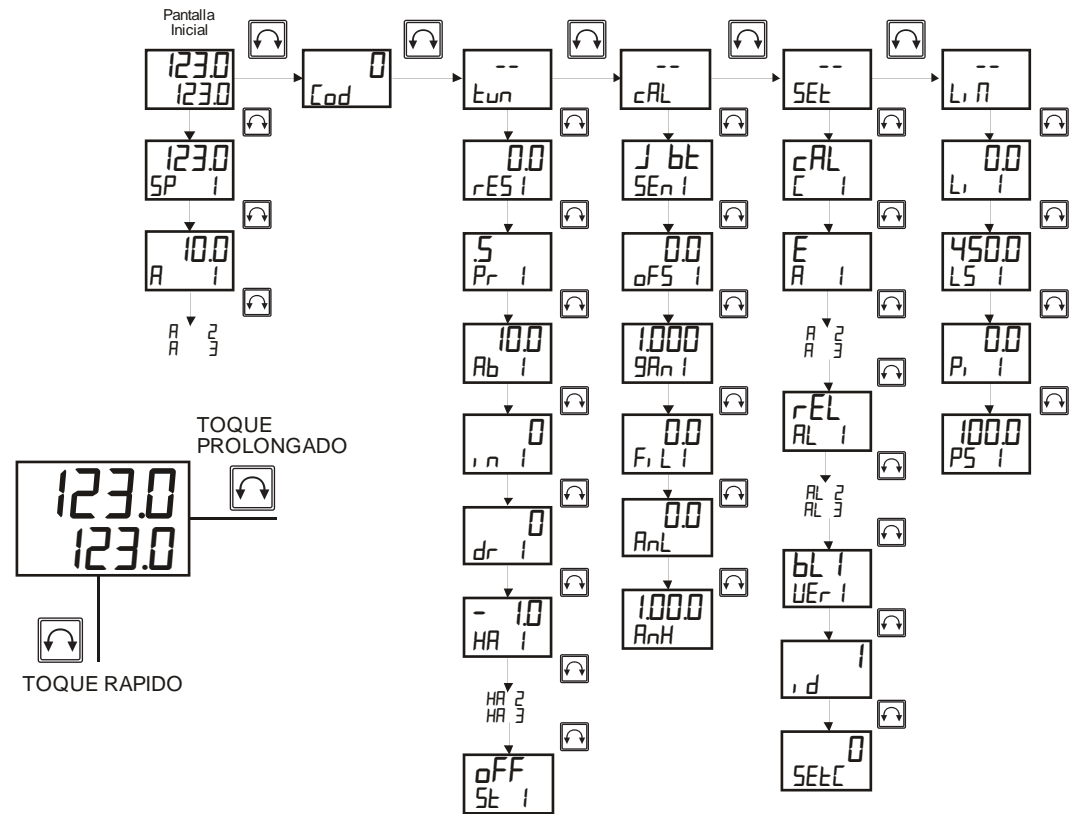 Pantalla
Inicial
123.0
123.0
123.0
SP 1
10.0
A 1
A 2
A 3
0
Cod
--
tun
0.0
rES1
.5
Pr 1
10.0
Ab 1
0
in 1
0
dr 1
- 1.0
HA 1
HA 2
HA 3
oFF
St 1
--
cAL
J bt
SEn1
0.0
oFS1
1.000
gAn1
0.0
FiL1
0.0
AnL
1.00.0
AnH
--
SEt
cAL
C 1
E
A 1
A 2
A 3
rEL
AL 1
AL 2
AL 3
bL1
VEr1
1
id
0
SEtC
--
Lin
0.0
Li 1
450.0
LS 1
0.0
Pi 1
100.0
PS 1
TOQUE
PROLONGADO
123.0
123.0
TOQUE RAPIDO